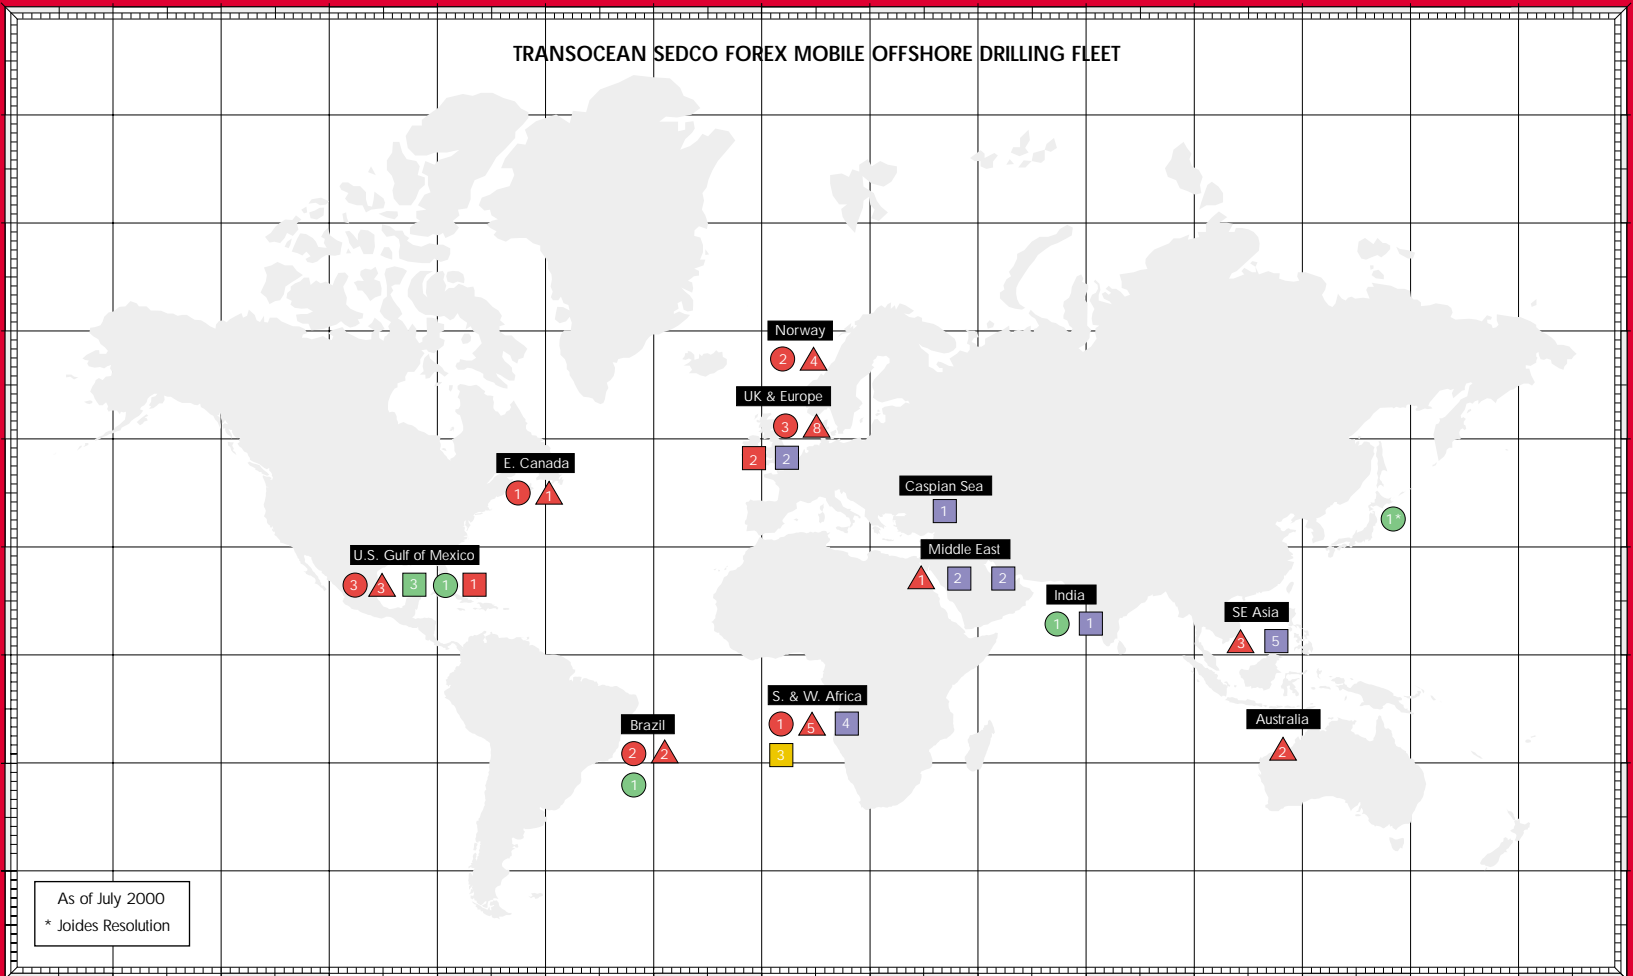 TRANSOCEAN SEDCO FOREX MOBILE OFFSHORE DRILLING FLEET
Norway
2 4
UK & Europe
3 8
2 2
E. Canada
1 1
Caspian Sea
1
1*
U.S. Gulf of Mexico
3 3 3 1 1
Middle East
1 2 2
India
1 1
SE Asia
3 5
S. & W. Africa
1 5 4
3
Brazil
2 2
1
Australia
2
As of July 2000
* Joides Resolution